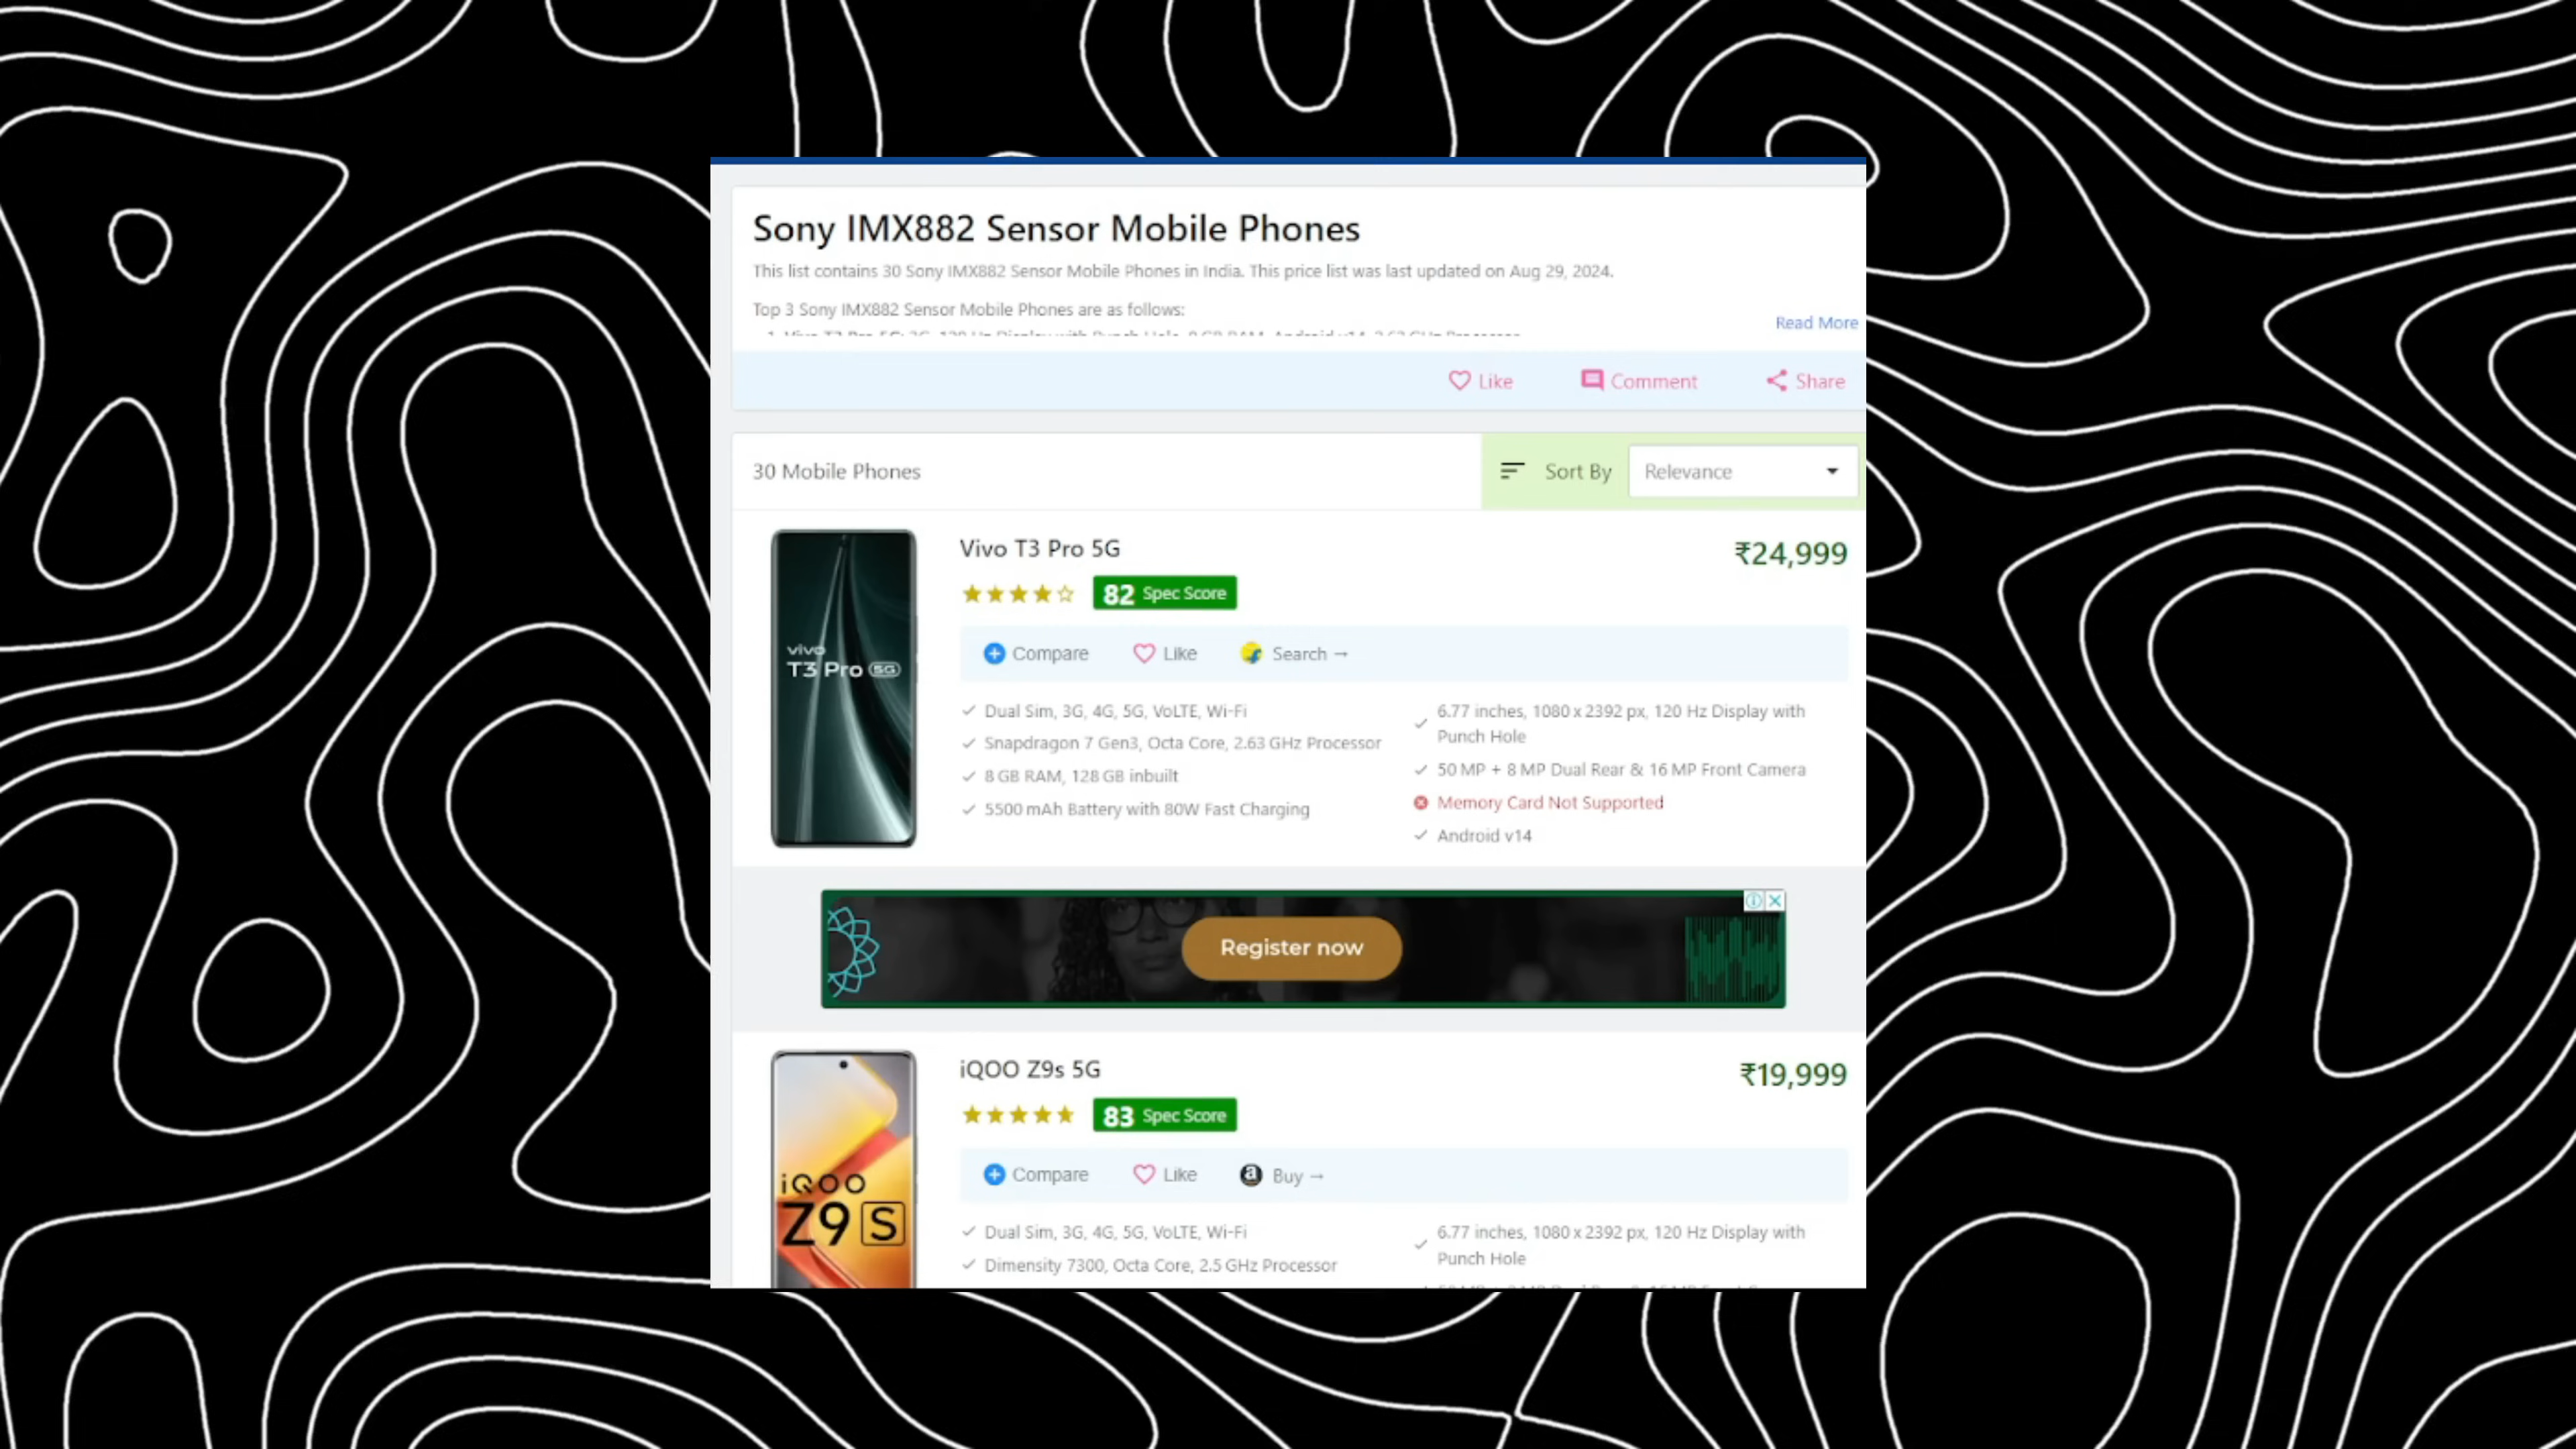 Sony IMX882 Sensor Mobile Phones
This list contains 30 Sony IMX882 Sensor Mobile Phones in India. This price list was last updated on Aug 29, 2024.
Top 3 Sony IMX882 Sensor Mobile Phones are as follows:
Read More
Like Comment Share
30 Mobile Phones
Sort By Relevance
Vivo T3 Pro 5G
₹24,999
82 Spec Score
vivo
T3 Pro 5G
Compare Like Search →
Dual Sim, 3G, 4G, 5G, VoLTE, Wi-Fi
Snapdragon 7 Gen3, Octa Core, 2.63 GHz Processor
8 GB RAM, 128 GB inbuilt
5500 mAh Battery with 80W Fast Charging
6.77 inches, 1080 x 2392 px, 120 Hz Display with
Punch Hole
50 MP + 8 MP Dual Rear & 16 MP Front Camera
Memory Card Not Supported
Android v14
Register now
iQOO Z9s 5G
₹19,999
83 Spec Score
iQOO
Z9 S
Compare Like Buy →
Dual Sim, 3G, 4G, 5G, VoLTE, Wi-Fi
Dimensity 7300, Octa Core, 2.5 GHz Processor
6.77 inches, 1080 x 2392 px, 120 Hz Display with
Punch Hole